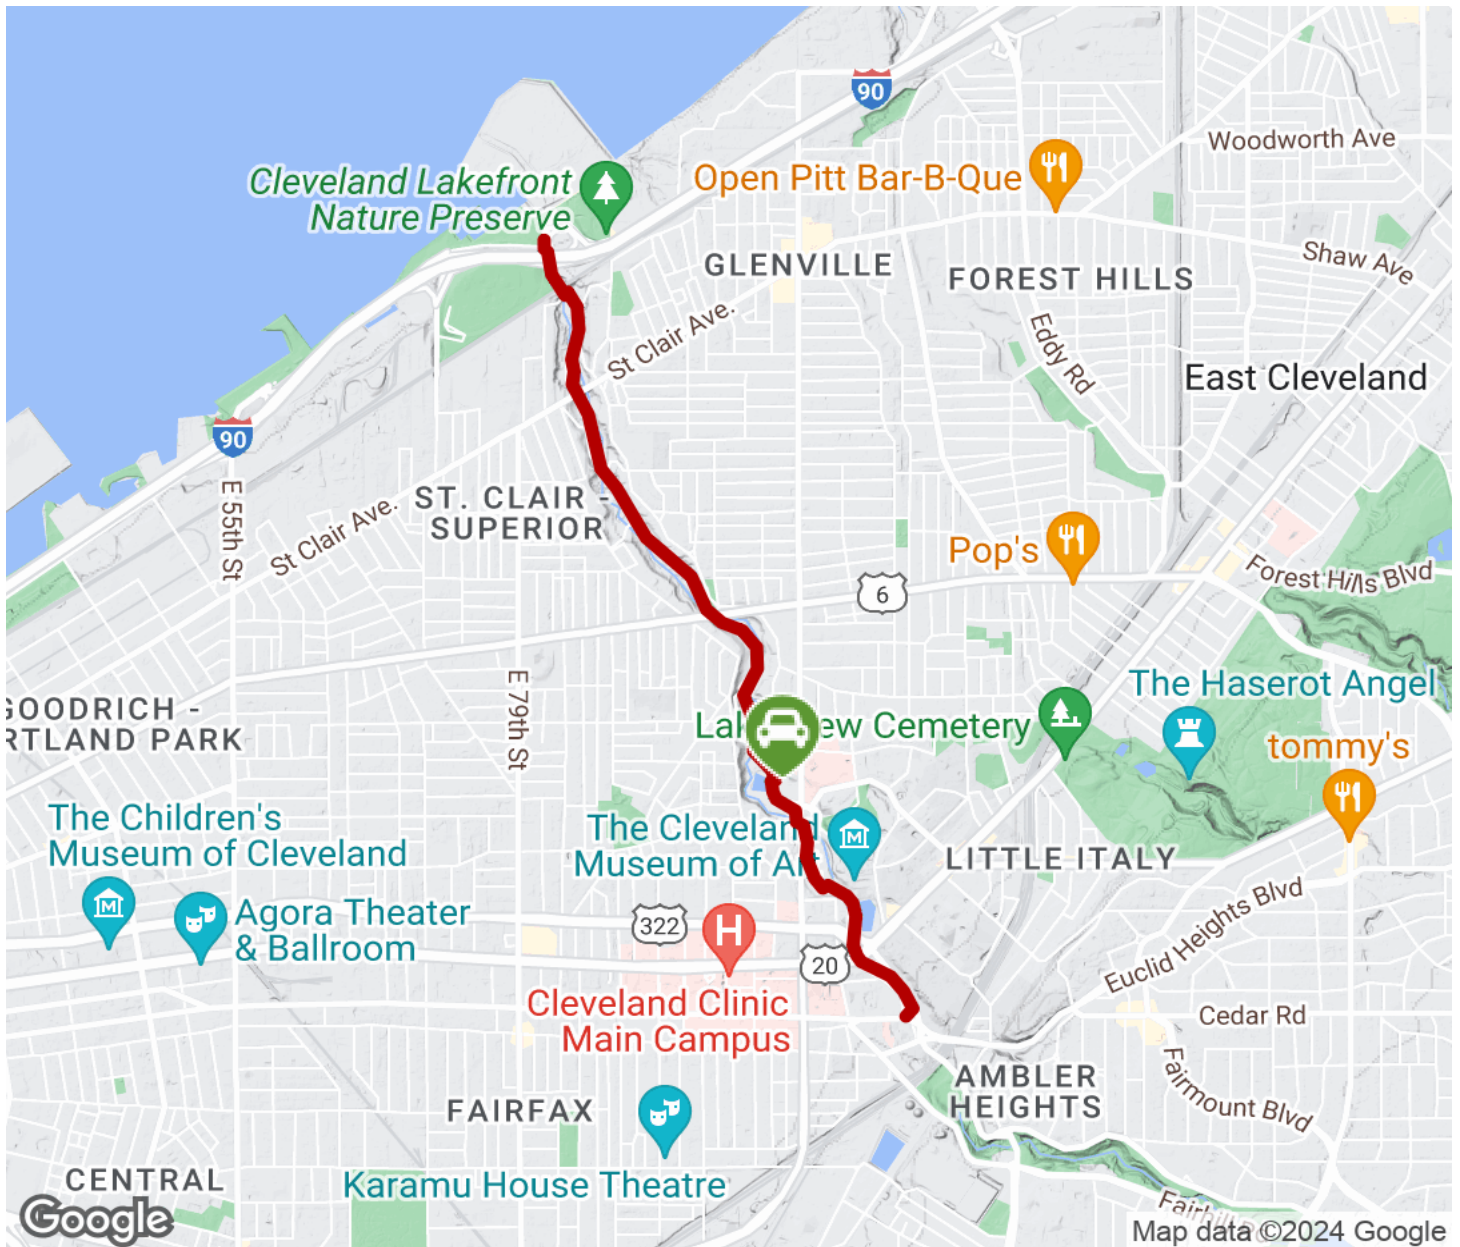 90
Woodworth Ave
Cleveland Lakefront
Nature Preserve
Open Pitt Bar-B-Que
GLENVILLE
FOREST HILLS
Shaw Ave
St Clair Ave.
Eddy Rd
East Cleveland
90
E 55th St
ST. CLAIR -
SUPERIOR
St Clair Ave.
Pop's
Forest Hills Blvd
6
E 79th St
GOODRICH -
RTLAND PARK
The Haserot Angel
Lak ew Cemetery
tommy's
The Children's
Museum of Cleveland
The Cleveland
Museum of Art
LITTLE ITALY
Agora Theater
& Ballroom
322
H
20
Euclid Heights Blvd
Cleveland Clinic
Main Campus
Cedar Rd
AMBLER
HEIGHTS
Fairmount Blvd
FAIRFAX
Karamu House Theatre
CENTRAL
Google
Map data ©2024 Google